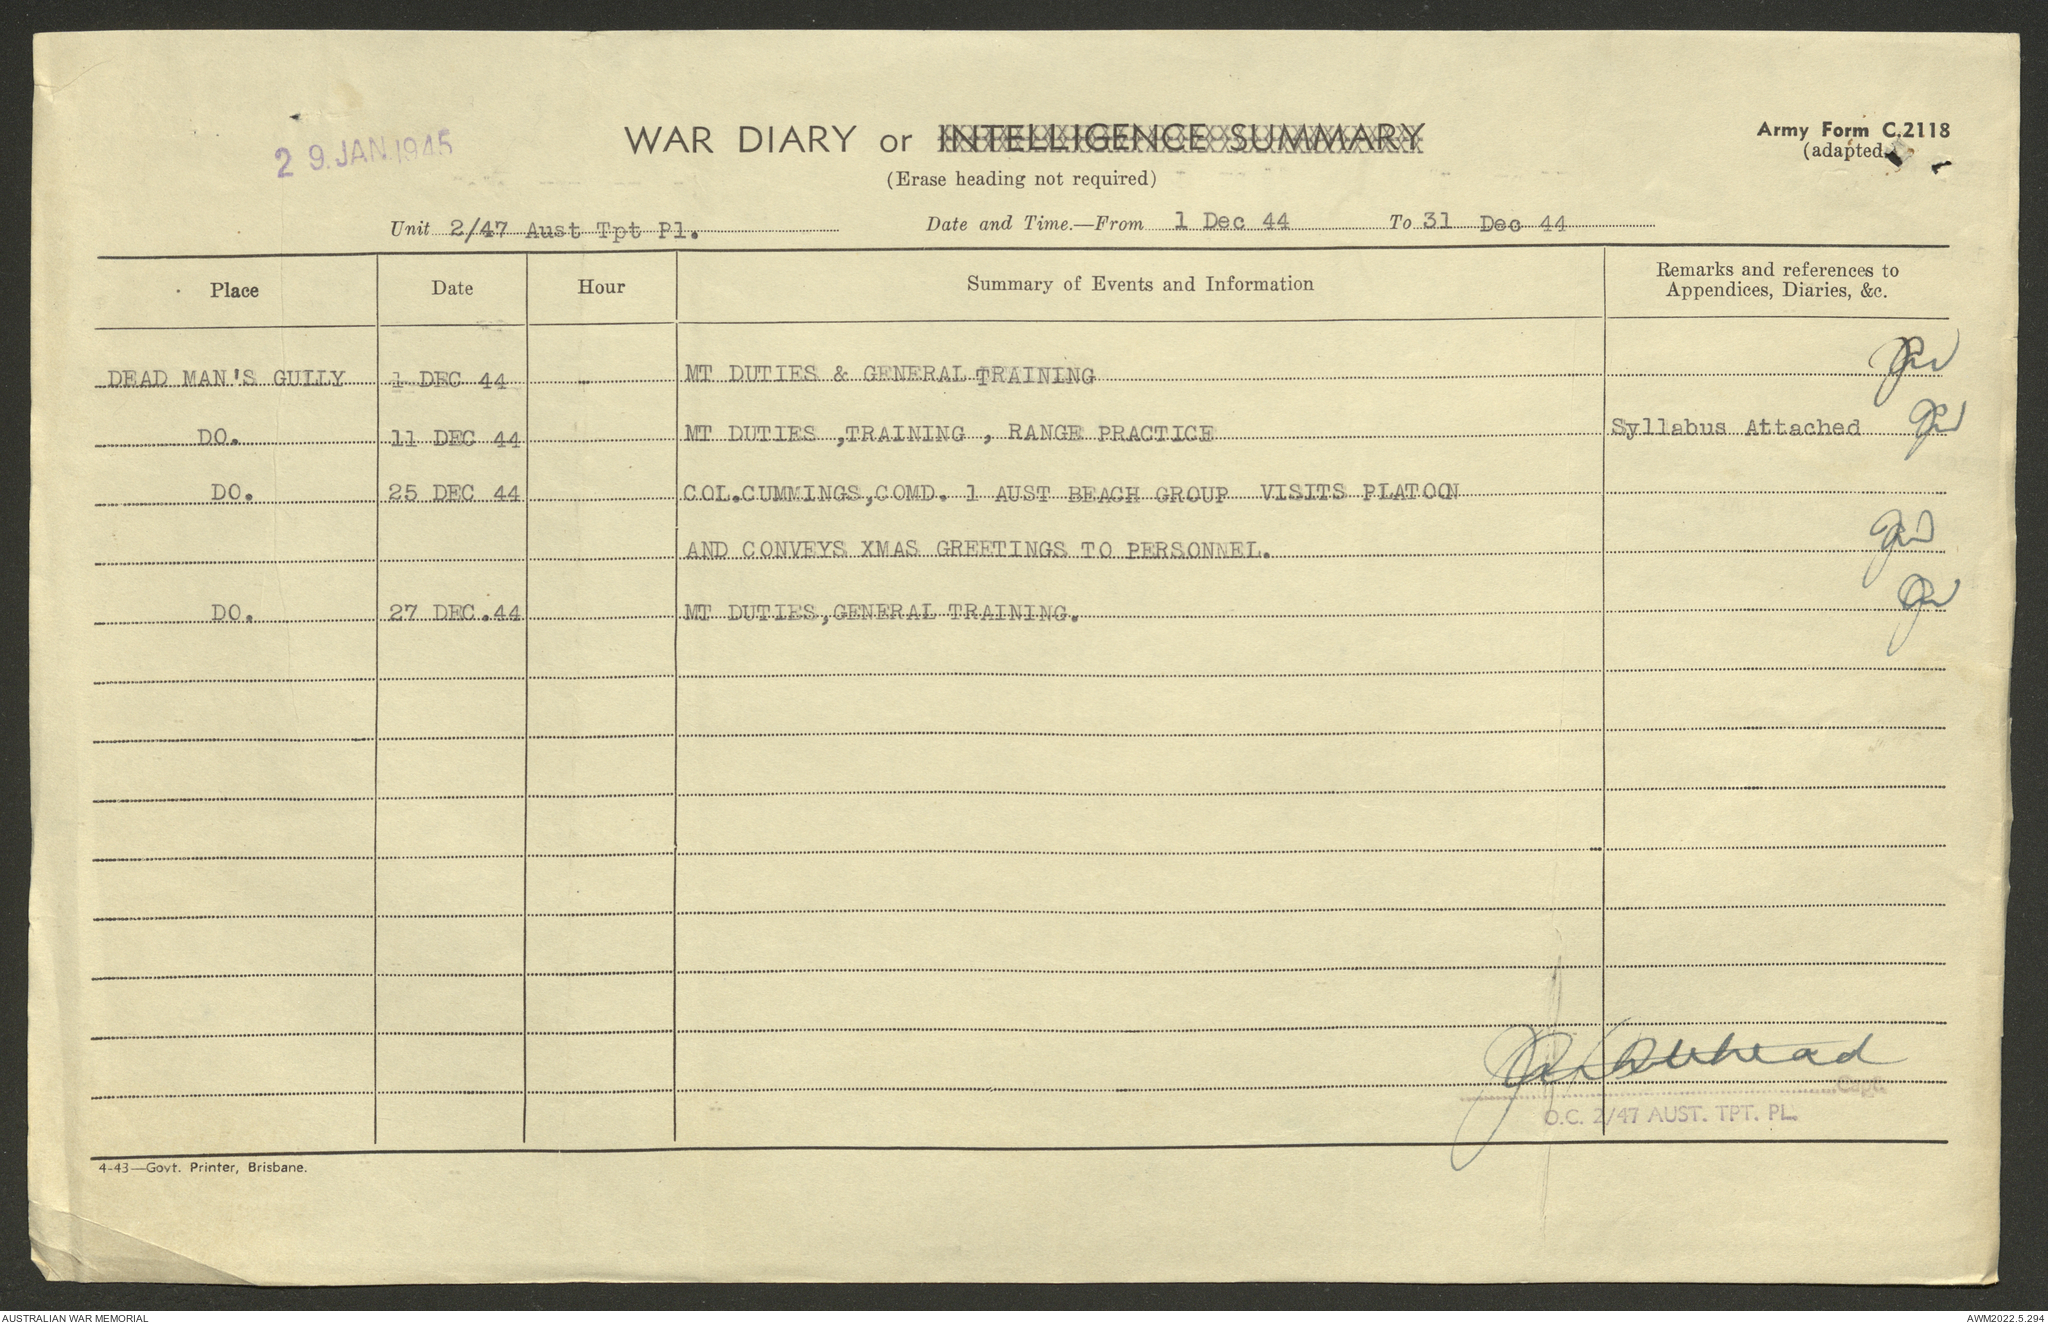 29. JAN. 1945
WAR DIARY or INTELLIGENCE SUMMARY
(Erase heading not required)
Army Form C.2118
(adapted)
Unit 2/47 Aust Tpt Pl. Date and Time.—From 1 Dec 44 To 31 Dec 44
Place Date Hour Summary of Events and Information Remarks and references to
Appendices, Diaries, &c.
DEAD MAN'S GULLY 1 DEC 44 MT DUTIES & GENERAL TRAINING
DO. 11 DEC 44 MT DUTIES ,TRAINING , RANGE PRACTICE Syllabus Attached
DO. 25 DEC 44 COL.CUMMINGS,COMD. 1 AUST BEACH GROUP VISITS PLATOON
AND CONVEYS XMAS GREETINGS TO PERSONNEL.
DO. 27 DEC.44 MT DUTIES,GENERAL TRAINING.
Capt.
O.C. 2/47 AUST. TPT. PL.
4-43—Govt. Printer, Brisbane.
AUSTRALIAN WAR MEMORIAL AWM2022.5.294